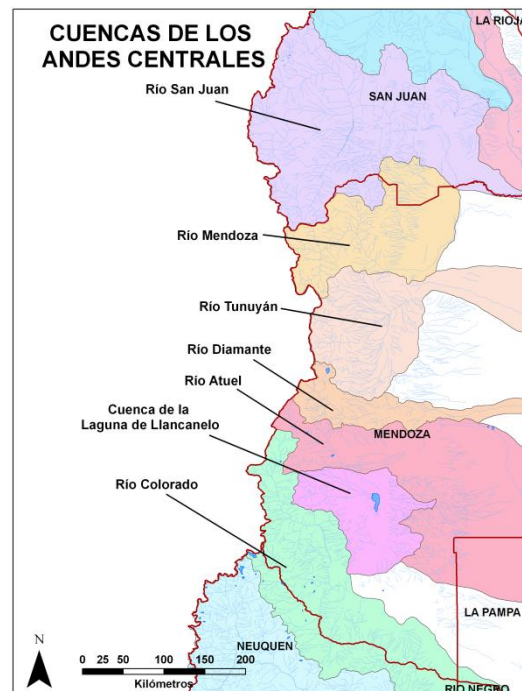 CUENCAS DE LOS
ANDES CENTRALES
LA RIOJA
Río San Juan
SAN JUAN
Río Mendoza
Río Tunuyán
Río Diamante
Río Atuel
MENDOZA
Cuenca de la
Laguna de Llancanelo
Río Colorado
LA PAMPA
N
NEUQUEN
0 25 50 100 150 200
Kilómetros
RIO NEGRO